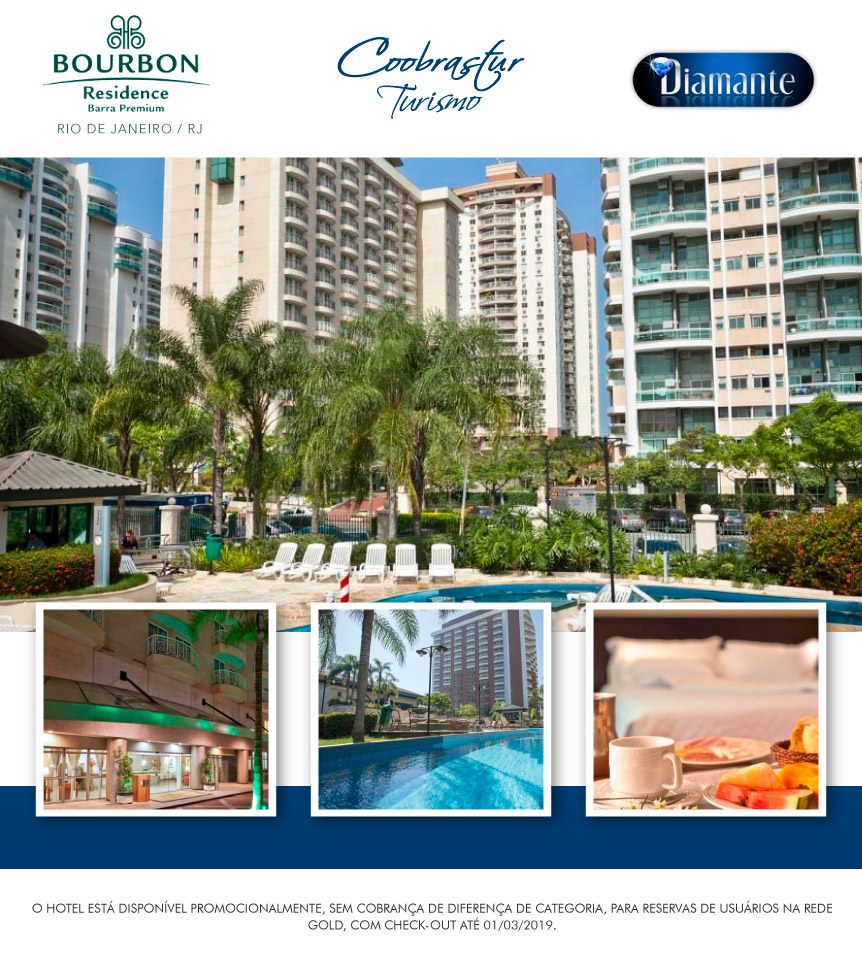 BOURBON
Residence
Barra Premium
RIO DE JANEIRO / RJ
Coobrastur
Turismo
Diamante
O HOTEL ESTÁ DISPONÍVEL PROMOCIONALMENTE, SEM COBRANÇA DE DIFERENÇA DE CATEGORIA, PARA RESERVAS DE USUÁRIOS NA REDE
GOLD, COM CHECK-OUT ATÉ 01/03/2019.